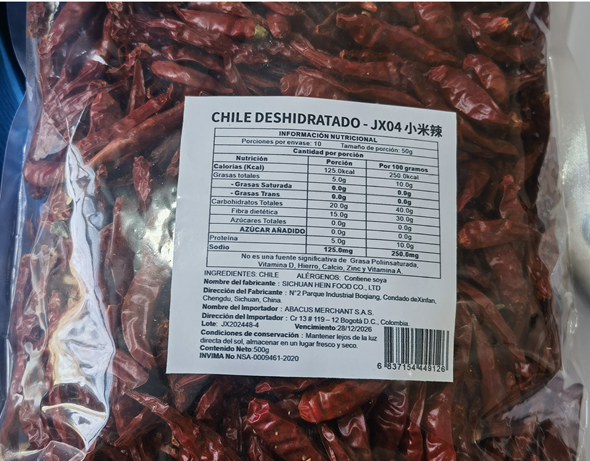 CHILE DESHIDRATADO - JX04 小米辣
INFORMACIÓN NUTRICIONAL
Porciones por envase: 10 Tamaño de porción: 50g
Cantidad por porción
Nutrición Porción Por 100 gramos
Calorías (Kcal) 125.0kcal 250.0kcal
Grasas totales 5.0g 10.0g
- Grasas Saturada 0.0g 0.0g
- Grasas Trans 0.0g 0.0g
Carbohidratos Totales 20.0g 40.0g
Fibra dietética 15.0g 30.0g
Azúcares Totales 0.0g 0.0g
AZÚCAR AÑADIDO 0.0g 0.0g
Proteína 5.0g 10.0g
Sodio 125.0mg 250.0mg
No es una fuente significativa de Grasa Poliinsaturada,
Vitamina D, Hierro, Calcio, Zinc y Vitamina A
INGREDIENTES: CHILE ALÉRGENOS: Contiene soya
Nombre del fabricante : SICHUAN HEIN FOOD CO., LTD
Dirección del Fabricante : N°2 Parque Industrial Boqiang, Condado deXinfan,
Chengdu, Sichuan, China.
Nombre del Importador : ABACUS MERCHANT S.A.S.
Dirección del Importador : Cr 13 # 119 – 12 Bogotá D.C., Colombia.
Lote: JX202448-4 Vencimiento:28/12/2026
Condiciones de conservación : Mantener lejos de la luz
directa del sol, almacenar en un lugar fresco y seco.
Contenido Neto:500g
INVIMA No.NSA-0009461-2020
6 837154 449126